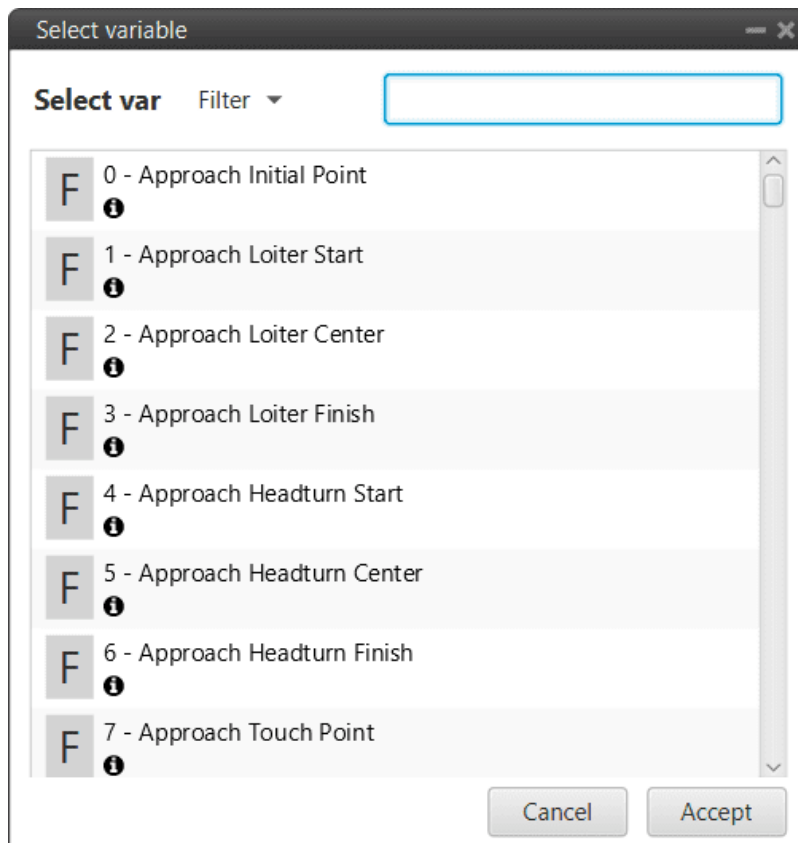 Select variable
Select var Filter
F 0 - Approach Initial Point
F 1 - Approach Loiter Start
F 2 - Approach Loiter Center
F 3 - Approach Loiter Finish
F 4 - Approach Headturn Start
F 5 - Approach Headturn Center
F 6 - Approach Headturn Finish
F 7 - Approach Touch Point
Cancel Accept